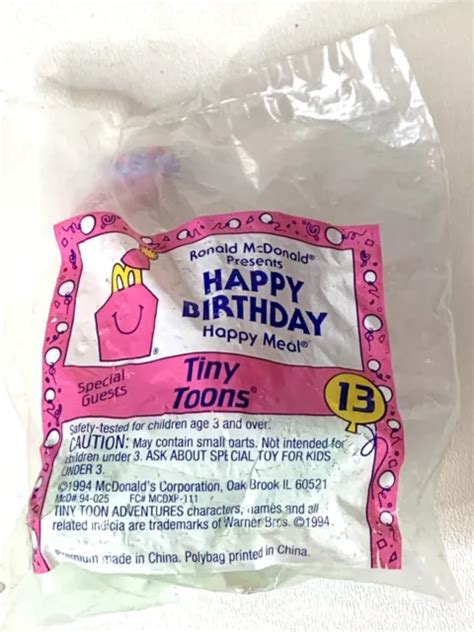 Ronald McDonald®
Presents
HAPPY
BIRTHDAY
Happy Meal®
®
Special
Guests
Tiny
Toons®
13
Safety-tested for children age 3 and over.
CAUTION: May contain small parts. Not intended for
children under 3. ASK ABOUT SPECIAL TOY FOR KIDS
UNDER 3.
©1994 McDonald's Corporation, Oak Brook IL 60521
McD# 94-025 FC# MCBXP-111
TINY TOON ADVENTURES characters, names and all
related indicia are trademarks of Warner Bros. ©1994.
Premium made in China. Polybag printed in China.